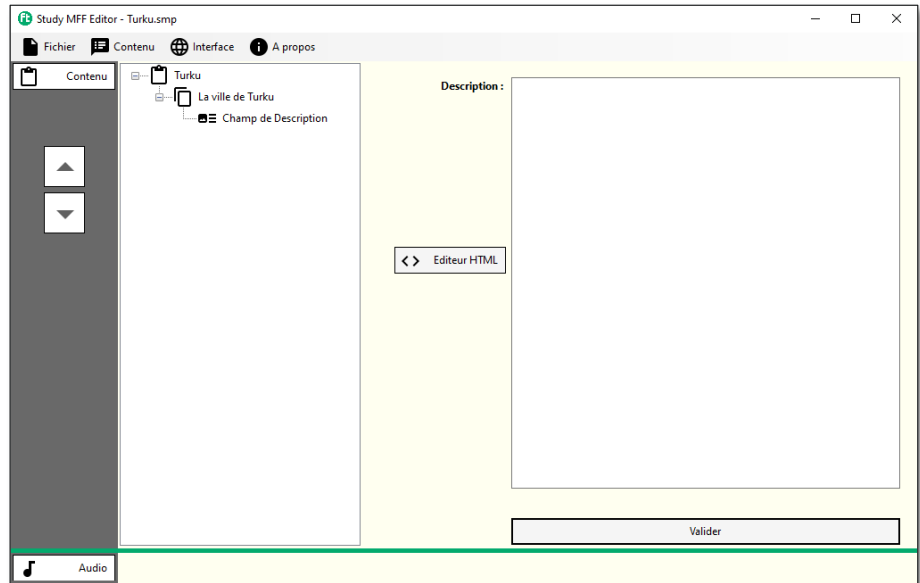 Study MFF Editor - Turku.smp
Fichier Contenu Interface A propos
Contenu
Turku
La ville de Turku
Champ de Description
Description :
Editeur HTML
Valider
Audio